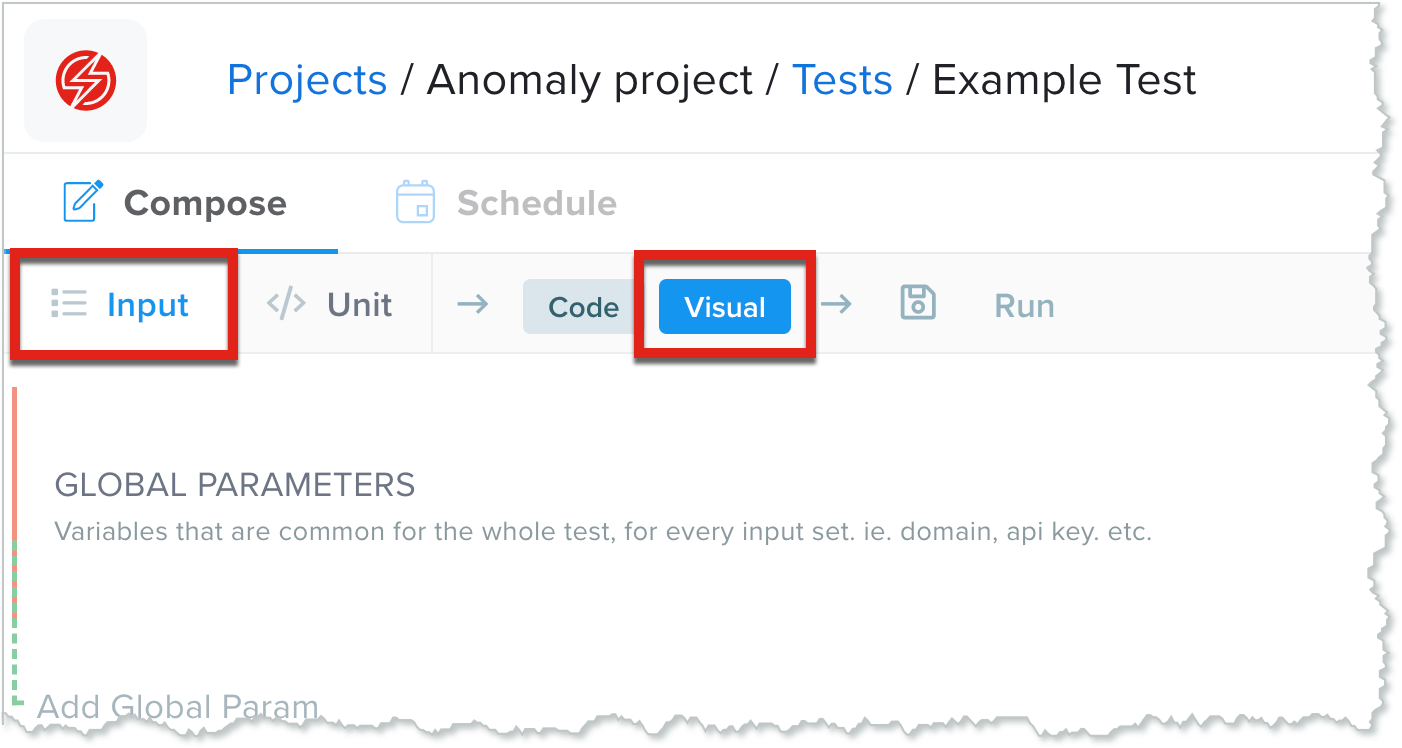 Projects / Anomaly project / Tests / Example Test
Compose Schedule
Input </> Unit → Code Visual → Run
GLOBAL PARAMETERS
Variables that are common for the whole test, for every input set. ie. domain, api key. etc.
Add Global Param